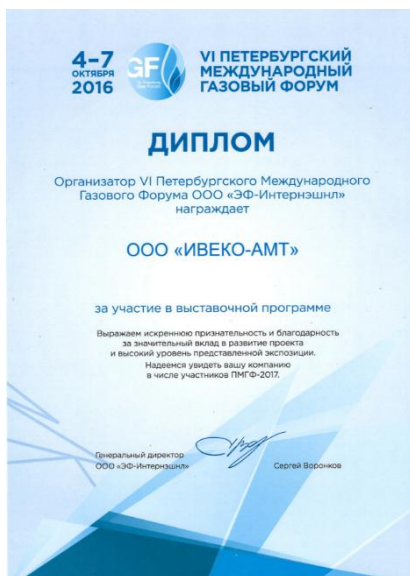 4–7
ОКТЯБРЯ
2016
GF
VI ПЕТЕРБУРГСКИЙ
МЕЖДУНАРОДНЫЙ
ГАЗОВЫЙ ФОРУМ
ДИПЛОМ
Организатор VI Петербургского Международного
Газового Форума ООО «ЭФ-Интернэшнл»
награждает
ООО «ИВЕКО-АМТ»
за участие в выставочной программе
Выражаем искреннюю признательность и благодарность
за значительный вклад в развитие проекта
и высокий уровень представленной экспозиции.
Надеемся увидеть вашу компанию
в числе участников ПМГФ-2017.
Генеральный директор
ООО «ЭФ-Интернэшнл»
Сергей Воронков